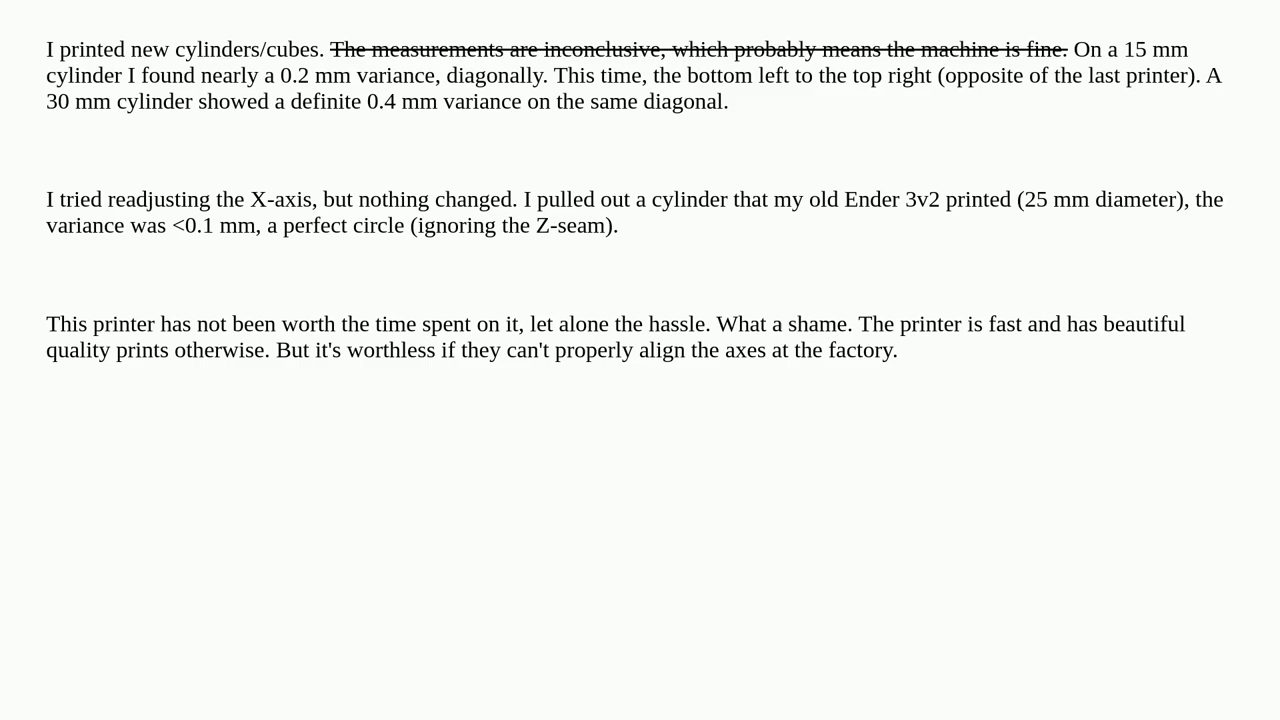 I printed new cylinders/cubes. The measurements are inconclusive, which probably means the machine is fine. On a 15 mm
cylinder I found nearly a 0.2 mm variance, diagonally. This time, the bottom left to the top right (opposite of the last printer). A
30 mm cylinder showed a definite 0.4 mm variance on the same diagonal.
I tried readjusting the X-axis, but nothing changed. I pulled out a cylinder that my old Ender 3v2 printed (25 mm diameter), the
variance was <0.1 mm, a perfect circle (ignoring the Z-seam).
This printer has not been worth the time spent on it, let alone the hassle. What a shame. The printer is fast and has beautiful
quality prints otherwise. But it's worthless if they can't properly align the axes at the factory.